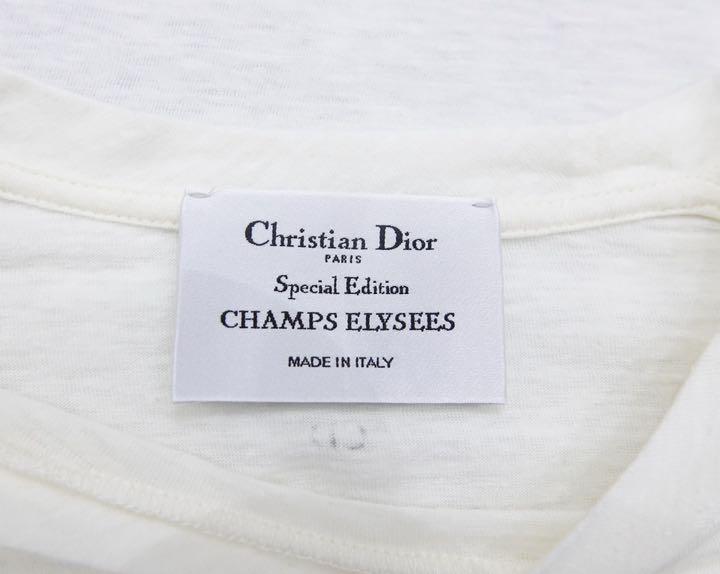 Christian Dior
PARIS
Special Edition
CHAMPS ELYSEES
MADE IN ITALY